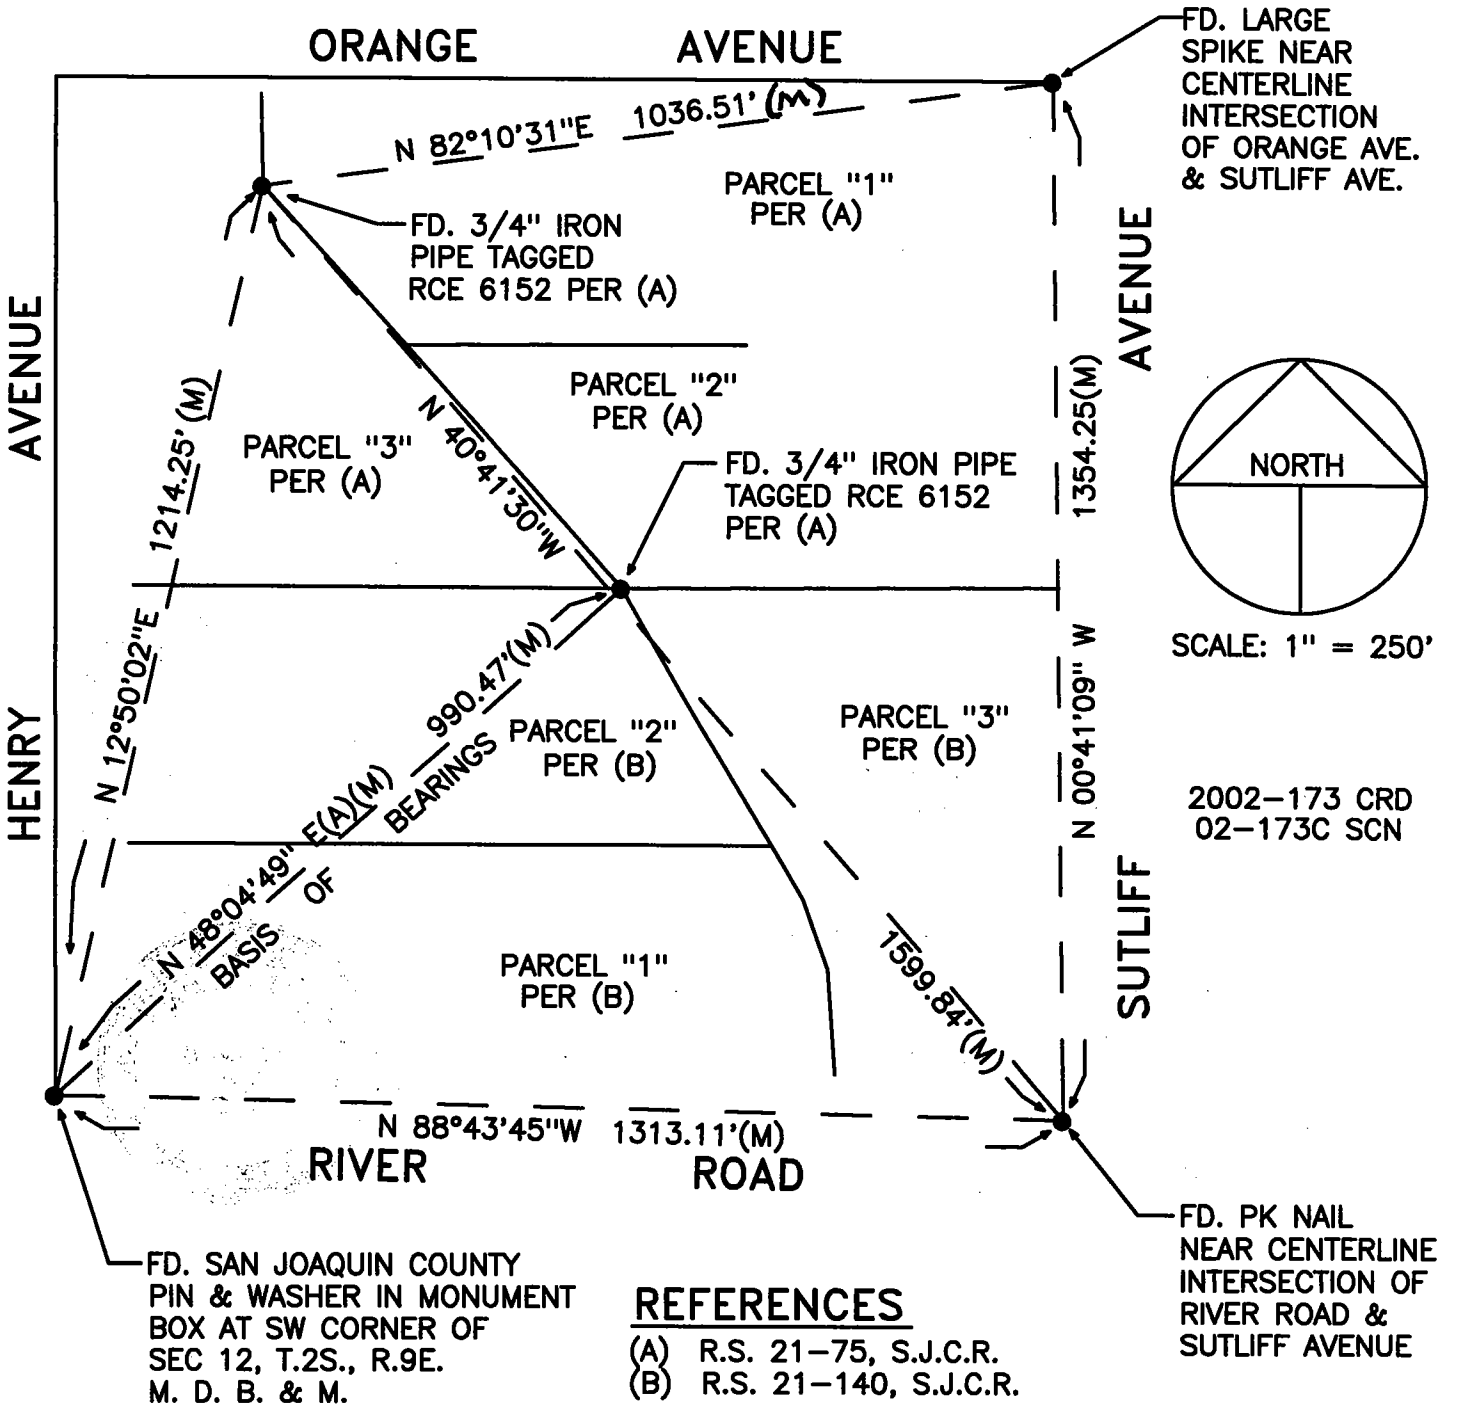 ORANGE AVENUE
FD. LARGE
SPIKE NEAR
CENTERLINE
INTERSECTION
OF ORANGE AVE.
& SUTLIFF AVE.
N 82°10'31"E 1036.51' (M)
PARCEL "1"
PER (A)
FD. 3/4" IRON
PIPE TAGGED
RCE 6152 PER (A)
HENRY AVENUE
SUTLIFF AVENUE
N 12°50'02"E 1214.25' (M)
PARCEL "2"
PER (A)
PARCEL "3"
PER (A)
N 40°41'30"W
1599.84'(M)
FD. 3/4" IRON PIPE
TAGGED RCE 6152
PER (A)
N 00°41'09" W 1354.25(M)
NORTH
SCALE: 1" = 250'
N 48°04'49" E(A)(M) 990.47'(M)
BASIS OF BEARINGS
PARCEL "2"
PER (B)
PARCEL "3"
PER (B)
2002-173 CRD
02-173C SCN
PARCEL "1"
PER (B)
N 88°43'45"W 1313.11'(M)
RIVER ROAD
FD. SAN JOAQUIN COUNTY
PIN & WASHER IN MONUMENT
BOX AT SW CORNER OF
SEC 12, T.2S., R.9E.
M. D. B. & M.
REFERENCES
(A) R.S. 21-75, S.J.C.R.
(B) R.S. 21-140, S.J.C.R.
FD. PK NAIL
NEAR CENTERLINE
INTERSECTION OF
RIVER ROAD &
SUTLIFF AVENUE